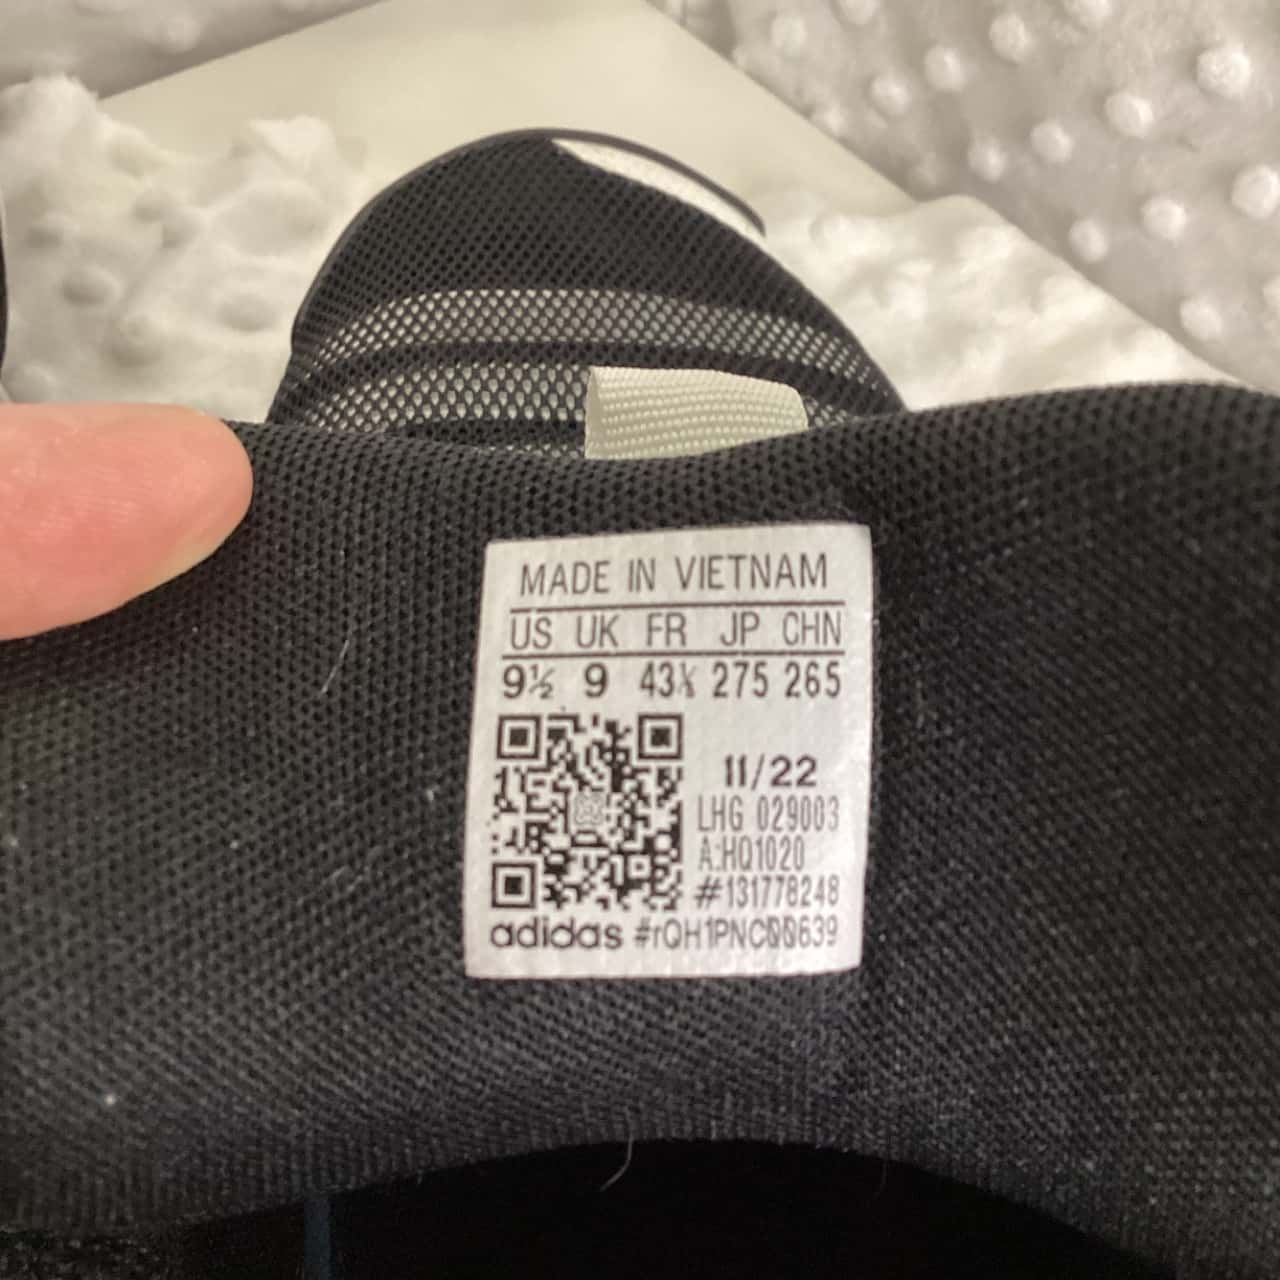 MADE IN VIETNAM
US UK FR JP CHN
9½ 9 43⅓ 275 265
11/22
LHG 029003
A:HQ1020
#131778248
adidas #rQH1PNC00639